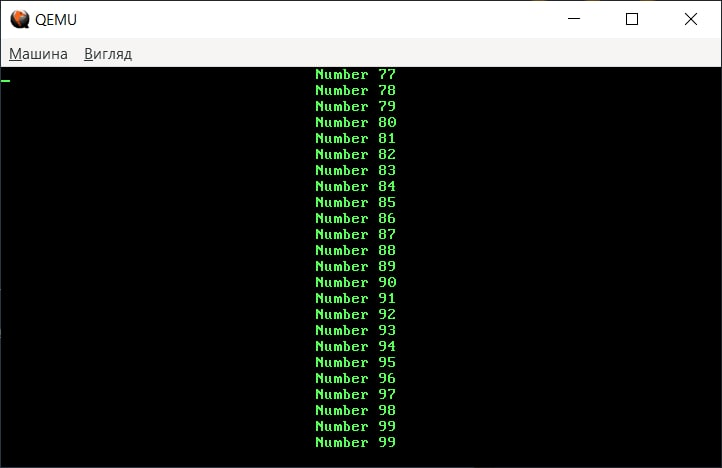 QEMU
Машина Вигляд
Number 77
Number 78
Number 79
Number 80
Number 81
Number 82
Number 83
Number 84
Number 85
Number 86
Number 87
Number 88
Number 89
Number 90
Number 91
Number 92
Number 93
Number 94
Number 95
Number 96
Number 97
Number 98
Number 99
Number 99